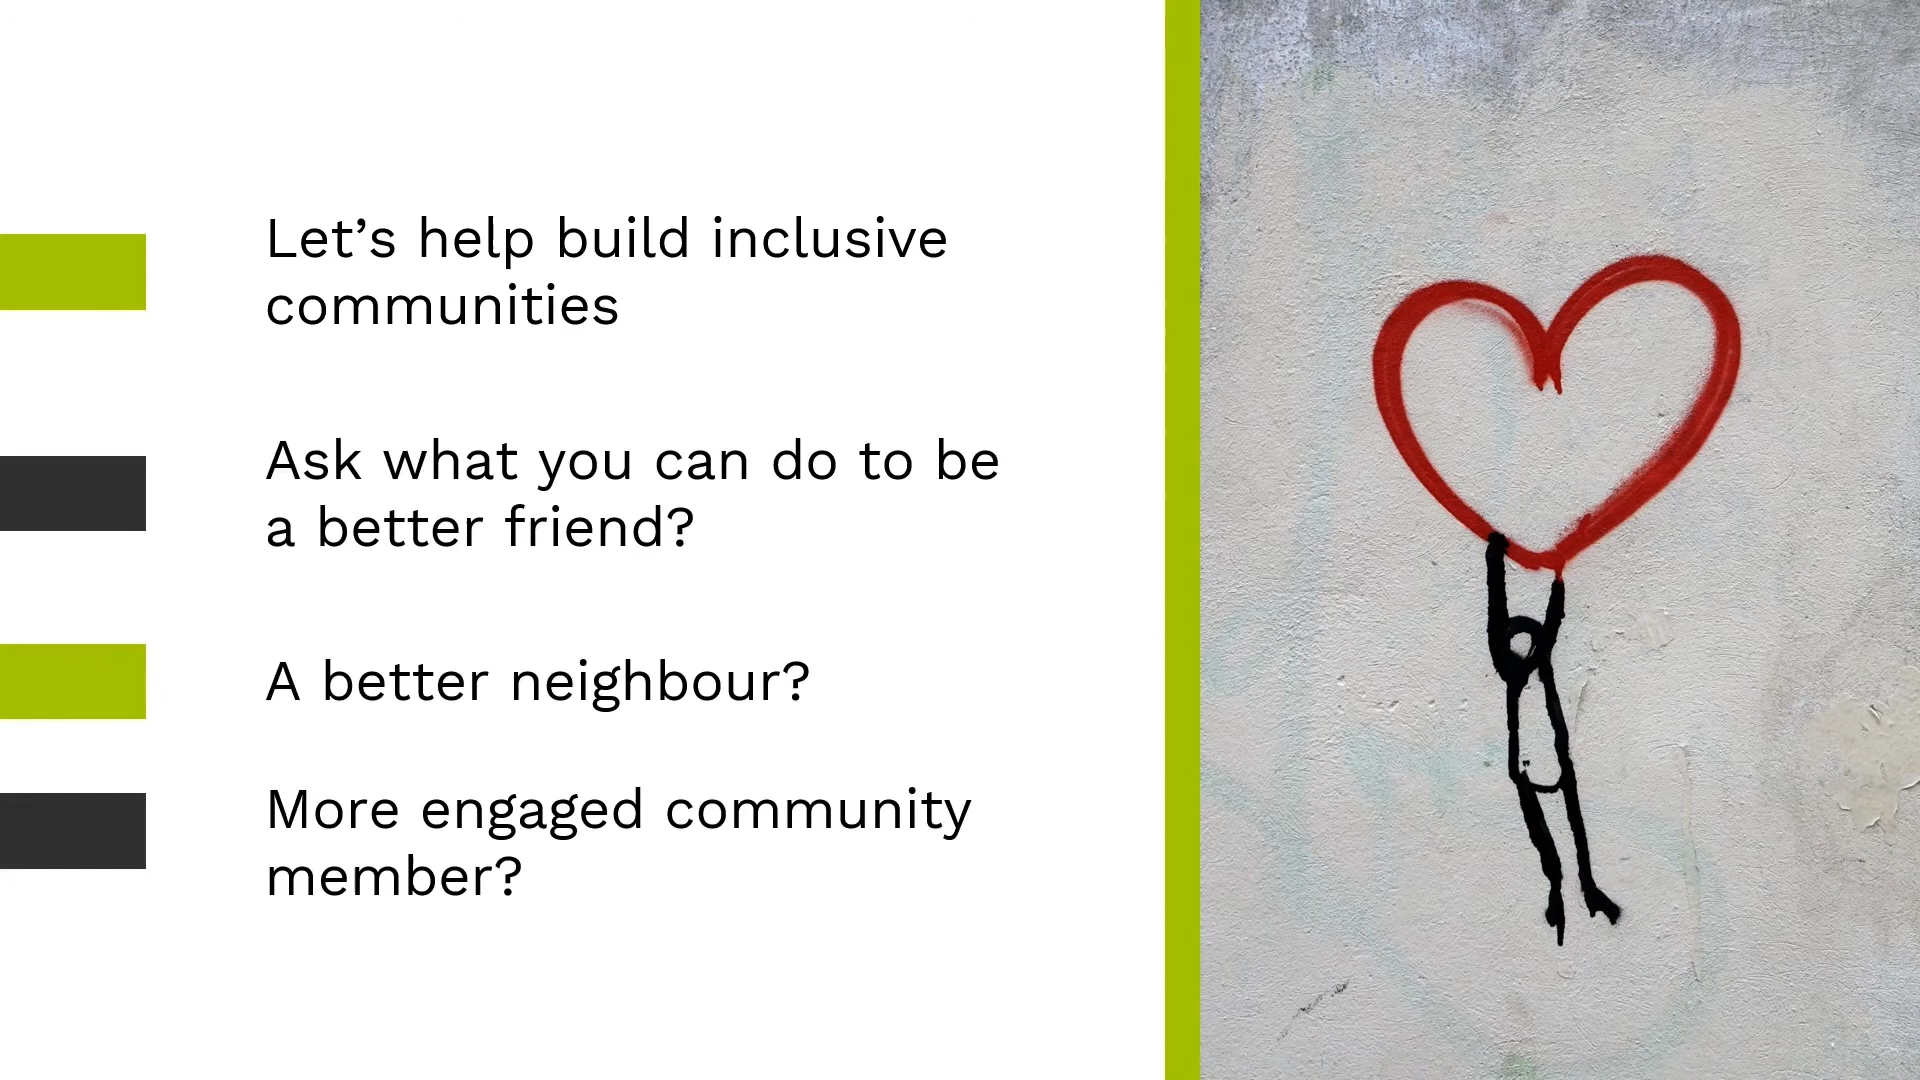 Let’s help build inclusive
communities
Ask what you can do to be
a better friend?
A better neighbour?
More engaged community
member?